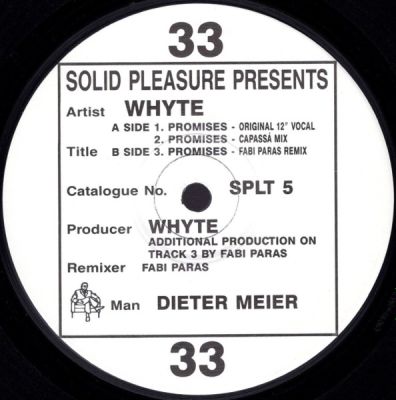 33
SOLID PLEASURE PRESENTS
Artist WHYTE
A SIDE 1. PROMISES - ORIGINAL 12" VOCAL
2. PROMISES - CAPASSÁ MIX
Title B SIDE 3. PROMISES - FABI PARAS REMIX
Catalogue No. SPLT 5
Producer WHYTE
ADDITIONAL PRODUCTION ON
TRACK 3 BY FABI PARAS
Remixer FABI PARAS
Man DIETER MEIER
33